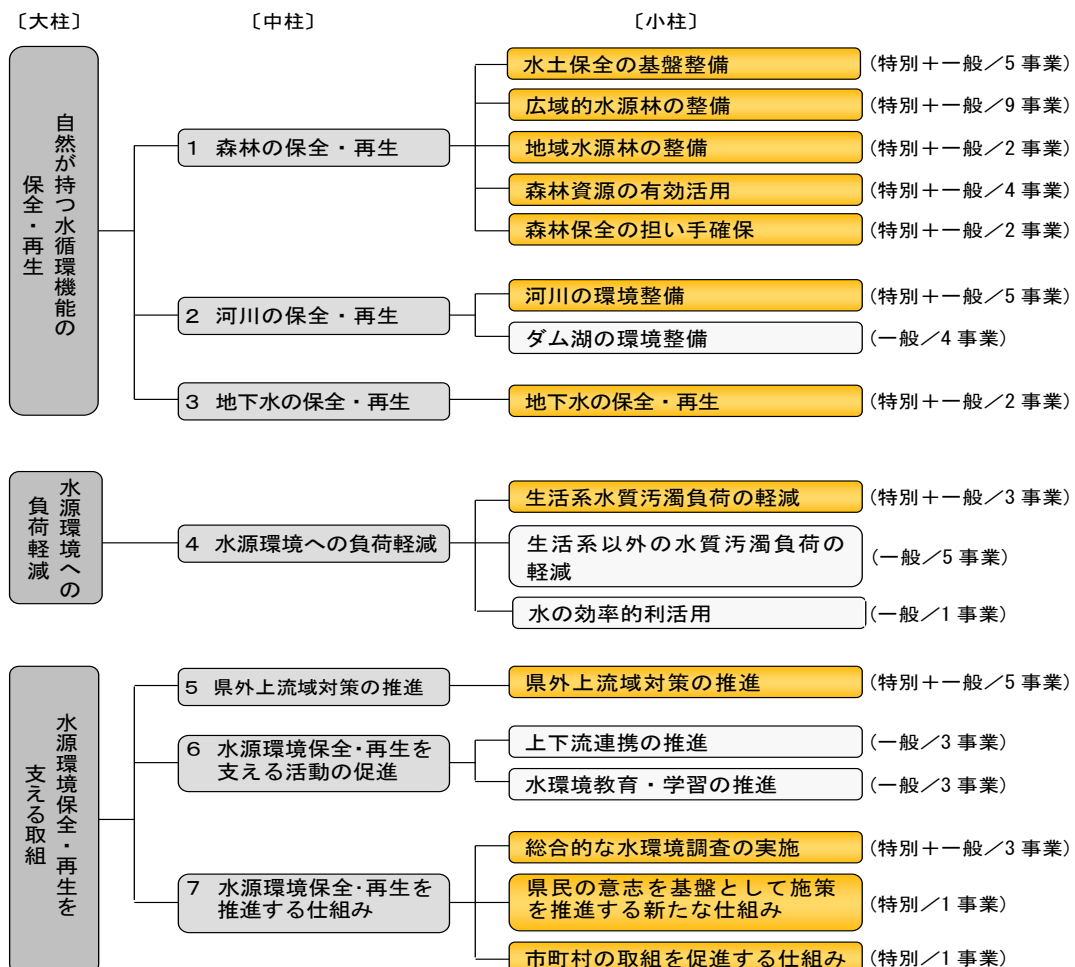 〔大柱〕 〔中柱〕 〔小柱〕
自然が持つ水循環機能の
保全・再生
1 森林の保全・再生
水土保全の基盤整備 (特別＋一般／5 事業)
広域的水源林の整備 (特別＋一般／9 事業)
地域水源林の整備 (特別＋一般／2 事業)
森林資源の有効活用 (特別＋一般／4 事業)
森林保全の担い手確保 (特別＋一般／2 事業)
2 河川の保全・再生
河川の環境整備 (特別＋一般／5 事業)
ダム湖の環境整備 (一般／4 事業)
3 地下水の保全・再生
地下水の保全・再生 (特別＋一般／2 事業)
水源環境への
負荷軽減
4 水源環境への負荷軽減
生活系水質汚濁負荷の軽減 (特別＋一般／3 事業)
生活系以外の水質汚濁負荷の
軽減 (一般／5 事業)
水の効率的利活用 (一般／1 事業)
水源環境保全・再生を
支える取組
5 県外上流域対策の推進
県外上流域対策の推進 (特別＋一般／5 事業)
6 水源環境保全・再生を
支える活動の促進
上下流連携の推進 (一般／3 事業)
水環境教育・学習の推進 (一般／3 事業)
7 水源環境保全・再生を
推進する仕組み
総合的な水環境調査の実施 (特別＋一般／3 事業)
県民の意志を基盤として施策
を推進する新たな仕組み (特別／1 事業)
市町村の取組を促進する仕組み (特別／1 事業)